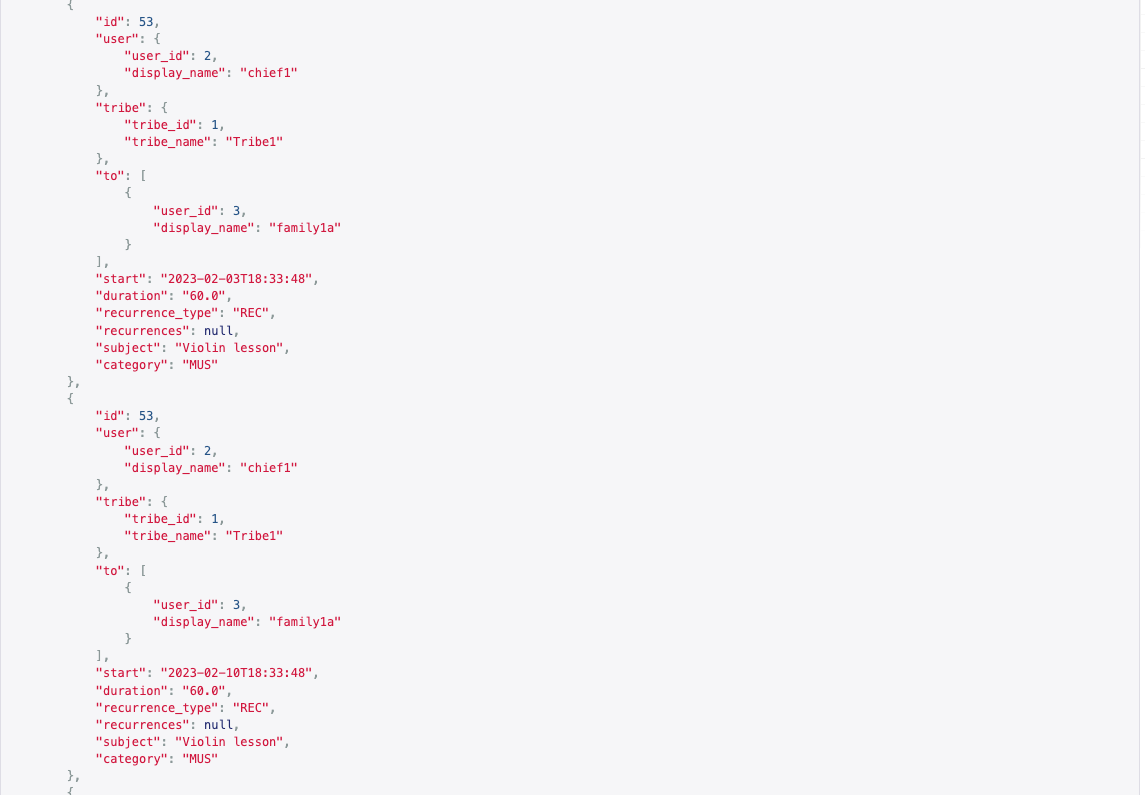 {
"id": 53,
"user": {
"user_id": 2,
"display_name": "chief1"
},
"tribe": {
"tribe_id": 1,
"tribe_name": "Tribe1"
},
"to": [
{
"user_id": 3,
"display_name": "family1a"
}
],
"start": "2023-02-03T18:33:48",
"duration": "60.0",
"recurrence_type": "REC",
"recurrences": null,
"subject": "Violin lesson",
"category": "MUS"
},
{
"id": 53,
"user": {
"user_id": 2,
"display_name": "chief1"
},
"tribe": {
"tribe_id": 1,
"tribe_name": "Tribe1"
},
"to": [
{
"user_id": 3,
"display_name": "family1a"
}
],
"start": "2023-02-10T18:33:48",
"duration": "60.0",
"recurrence_type": "REC",
"recurrences": null,
"subject": "Violin lesson",
"category": "MUS"
},
{